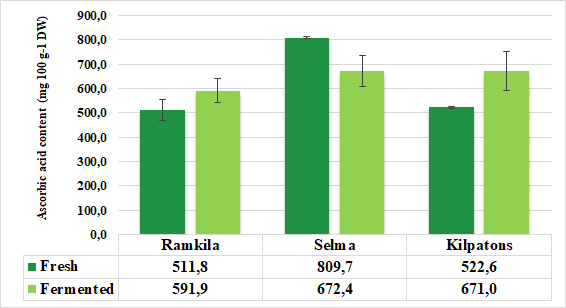 Ascorbic acid content (mg 100 g-1 DW)
900,0
800,0
700,0
600,0
500,0
400,0
300,0
200,0
100,0
0,0
Ramkila Selma Kilpatons
Fresh 511,8 809,7 522,6
Fermented 591,9 672,4 671,0